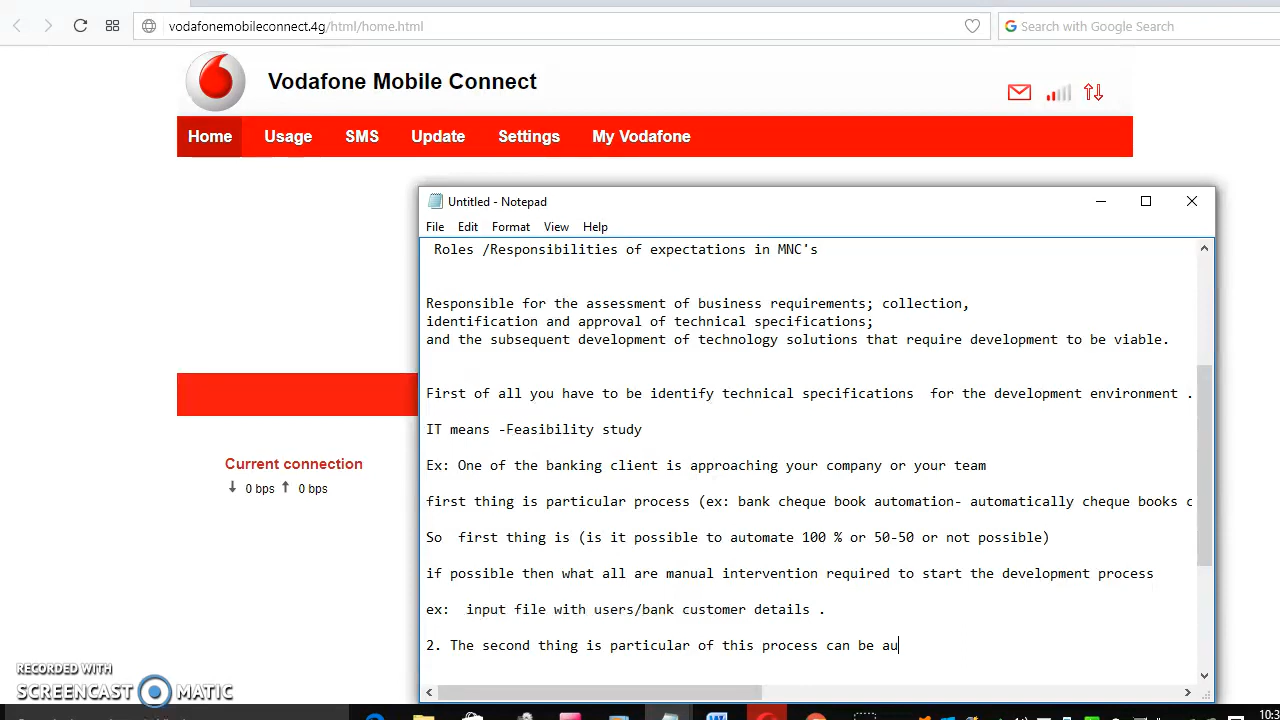 vodafonemobileconnect.4g/html/home.html
Search with Google Search
Vodafone Mobile Connect
Home Usage SMS Update Settings My Vodafone
Untitled - Notepad
File Edit Format View Help
Roles /Responsibilities of expectations in MNC's
Responsible for the assessment of business requirements; collection,
identification and approval of technical specifications;
and the subsequent development of technology solutions that require development to be viable.
First of all you have to be identify technical specifications for the development environment .
IT means -Feasibility study
Ex: One of the banking client is approaching your company or your team
first thing is particular process (ex: bank cheque book automation- automatically cheque books c
So first thing is (is it possible to automate 100 % or 50-50 or not possible)
if possible then what all are manual intervention required to start the development process
ex: input file with users/bank customer details .
2. The second thing is particular of this process can be au
Current connection
0 bps 0 bps
RECORDED WITH
SCREENCAST MATIC